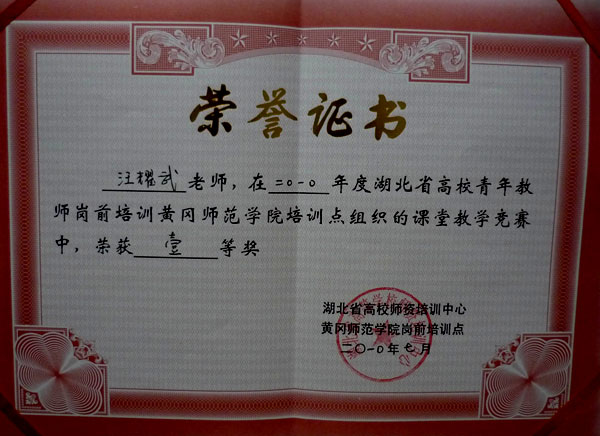 荣誉证书
汪耀武老师，在二〇一〇年度湖北省高校青年教
师岗前培训黄冈师范学院培训点组织的课堂教学竞赛
中，荣获壹等奖
湖北省高校师资培训中心
黄冈师范学院岗前培训点
二〇一〇年七月